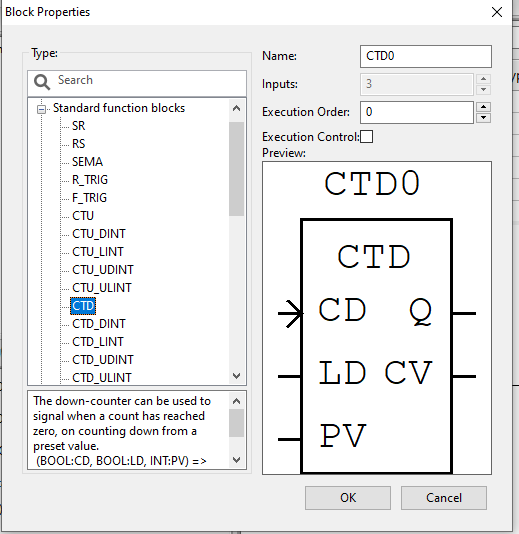 Block Properties
Type:
Search
Standard function blocks
SR
RS
SEMA
R_TRIG
F_TRIG
CTU
CTU_DINT
CTU_LINT
CTU_UDINT
CTU_ULINT
CTD
CTD_DINT
CTD_LINT
CTD_UDINT
CTD_ULINT
The down-counter can be used to
signal when a count has reached
zero, on counting down from a
preset value.
(BOOL:CD, BOOL:LD, INT:PV) =>
Name: CTD0
Inputs: 3
Execution Order: 0
Execution Control:
Preview:
CTD0
CTD
CD Q
LD CV
PV
OK Cancel